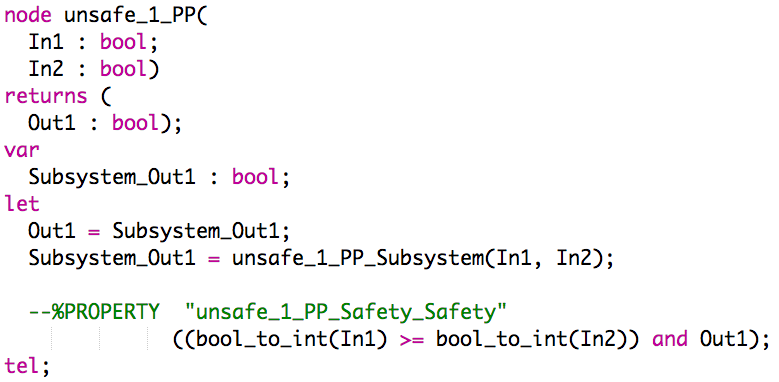 node unsafe_1_PP(
  In1 : bool;
  In2 : bool)
returns (
  Out1 : bool);
var
  Subsystem_Out1 : bool;
let
  Out1 = Subsystem_Out1;
  Subsystem_Out1 = unsafe_1_PP_Subsystem(In1, In2);
  --%PROPERTY  "unsafe_1_PP_Safety_Safety"
              ((bool_to_int(In1) >= bool_to_int(In2)) and Out1);
tel;